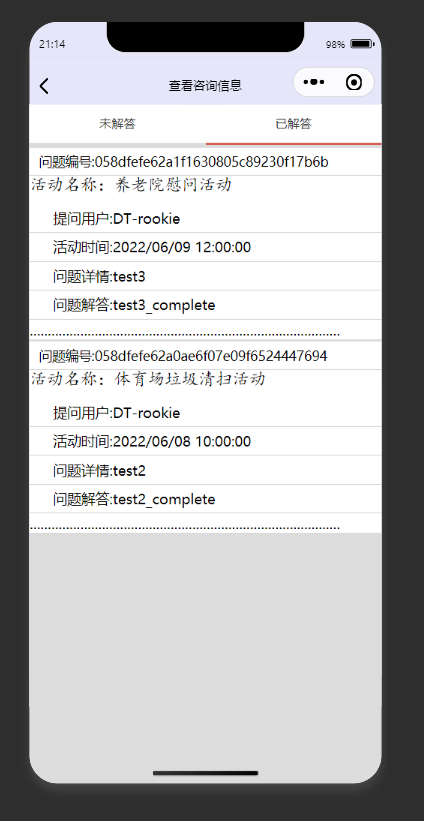 21:14
98%
查看咨询信息
未解答
已解答
问题编号:058dfefe62a1f1630805c89230f17b6b
活动名称：养老院慰问活动
提问用户:DT-rookie
活动时间:2022/06/09 12:00:00
问题详情:test3
问题解答:test3_complete
问题编号:058dfefe62a0ae6f07e09f6524447694
活动名称：体育场垃圾清扫活动
提问用户:DT-rookie
活动时间:2022/06/08 10:00:00
问题详情:test2
问题解答:test2_complete